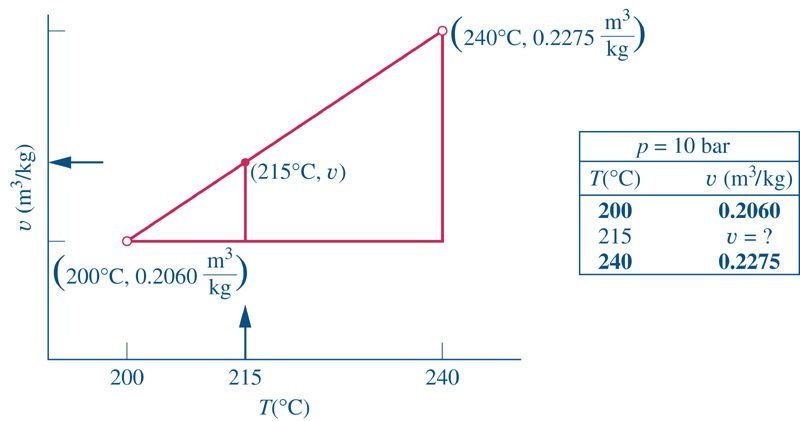 (240°C, 0.2275 m³/kg)
v (m³/kg)
(215°C, v)
(200°C, 0.2060 m³/kg)
200 215 240
T(°C)
p = 10 bar
T(°C) v (m³/kg)
200 0.2060
215 v = ?
240 0.2275